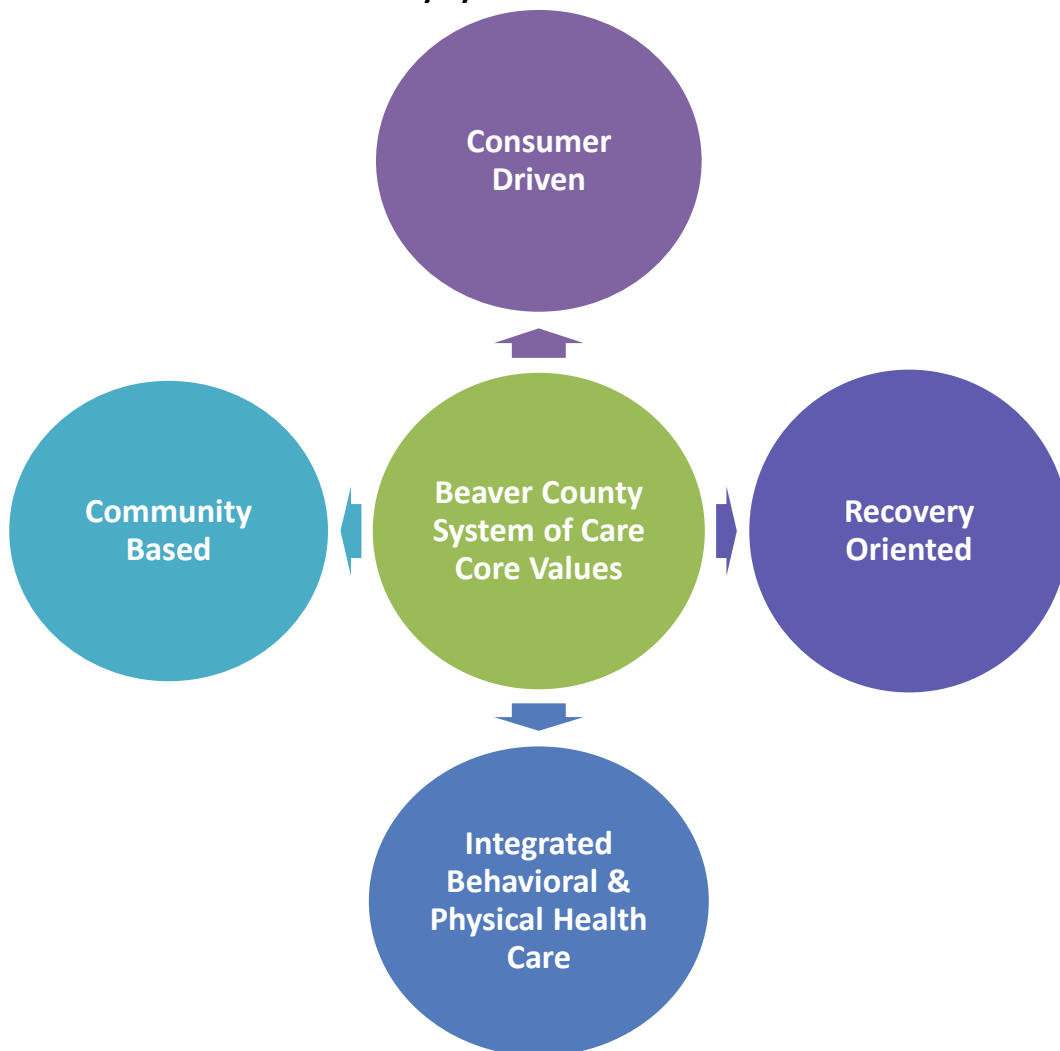 Consumer
Driven
Community
Based
Beaver County
System of Care
Core Values
Recovery
Oriented
Integrated
Behavioral &
Physical Health
Care